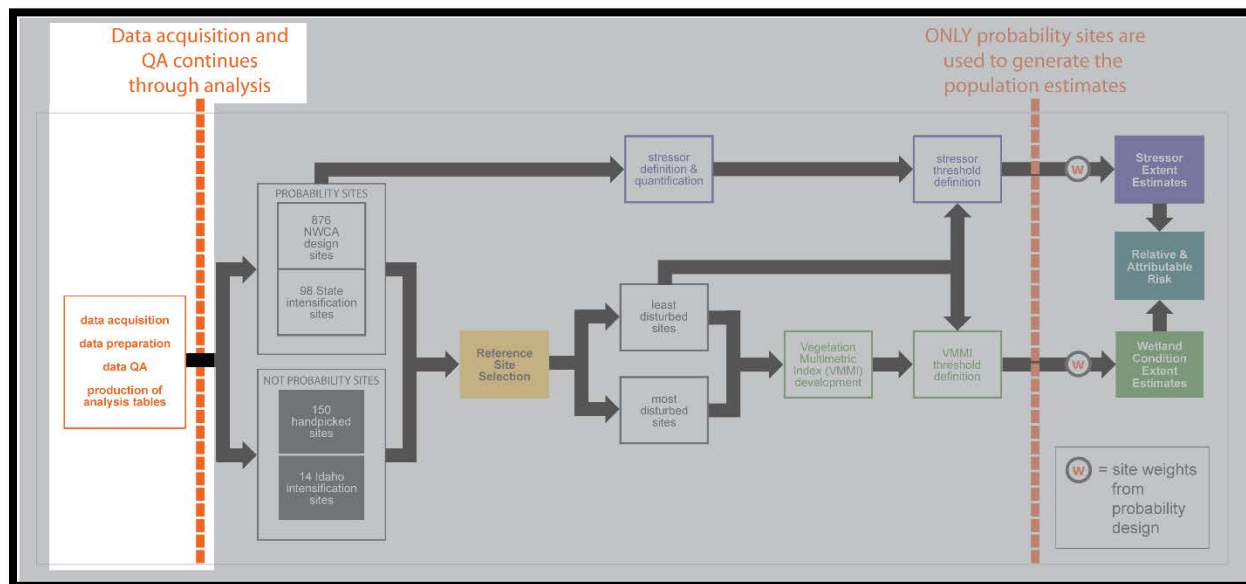 Data acquisition and
QA continues
through analysis
ONLY probability sites are
used to generate the
population estimates
data acquisition
data preparation
data QA
production of
analysis tables
PROBABILITY SITES
876
NWCA
design
sites
98 State
intensification
sites
NOT PROBABILITY SITES
150
handpicked
sites
14 Idaho
intensification
sites
Reference
Site
Selection
stressor
definition &
quantification
least
disturbed
sites
most
disturbed
sites
Vegetation
Multimetric
Index (VMMI)
development
stressor
threshold
definition
VMMI
threshold
definition
w
w
Stressor
Extent
Estimates
Relative &
Attributable
Risk
Wetland
Condition
Extent
Estimates
w = site weights
from
probability
design